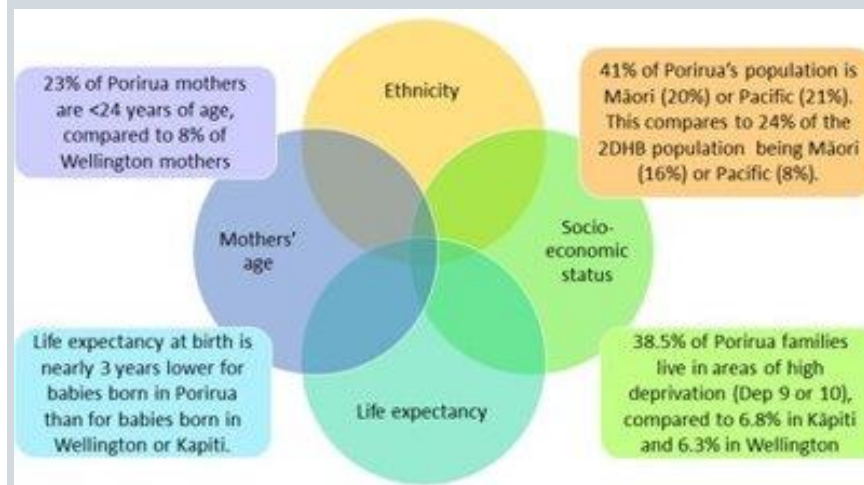 23% of Porirua mothers
are <24 years of age,
compared to 8% of
Wellington mothers
Ethnicity
41% of Porirua's population is
Māori (20%) or Pacific (21%).
This compares to 24% of the
2DHB population being Māori
(16%) or Pacific (8%).
Mothers'
age
Socio-
economic
status
Life expectancy at birth is
nearly 3 years lower for
babies born in Porirua
than for babies born in
Wellington or Kapiti.
Life expectancy
38.5% of Porirua families
live in areas of high
deprivation (Dep 9 or 10),
compared to 6.8% in Kāpiti
and 6.3% in Wellington